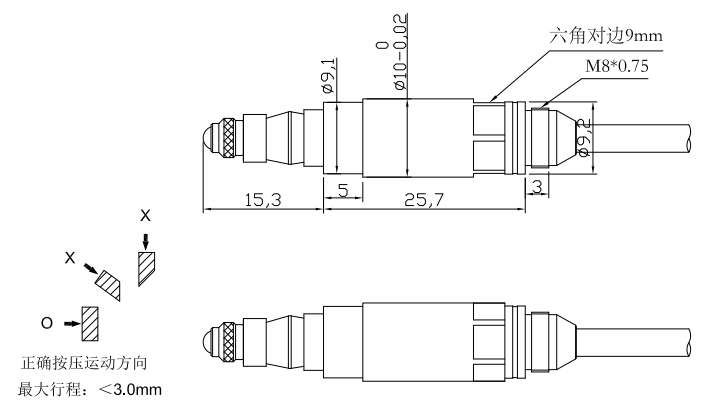 六角对边9mm
M8*0.75
ø9,1
0
ø10-0,02
ø9,2
5
3
15,3
25,7
X
X
O
正确按压运动方向
最大行程：＜3.0mm